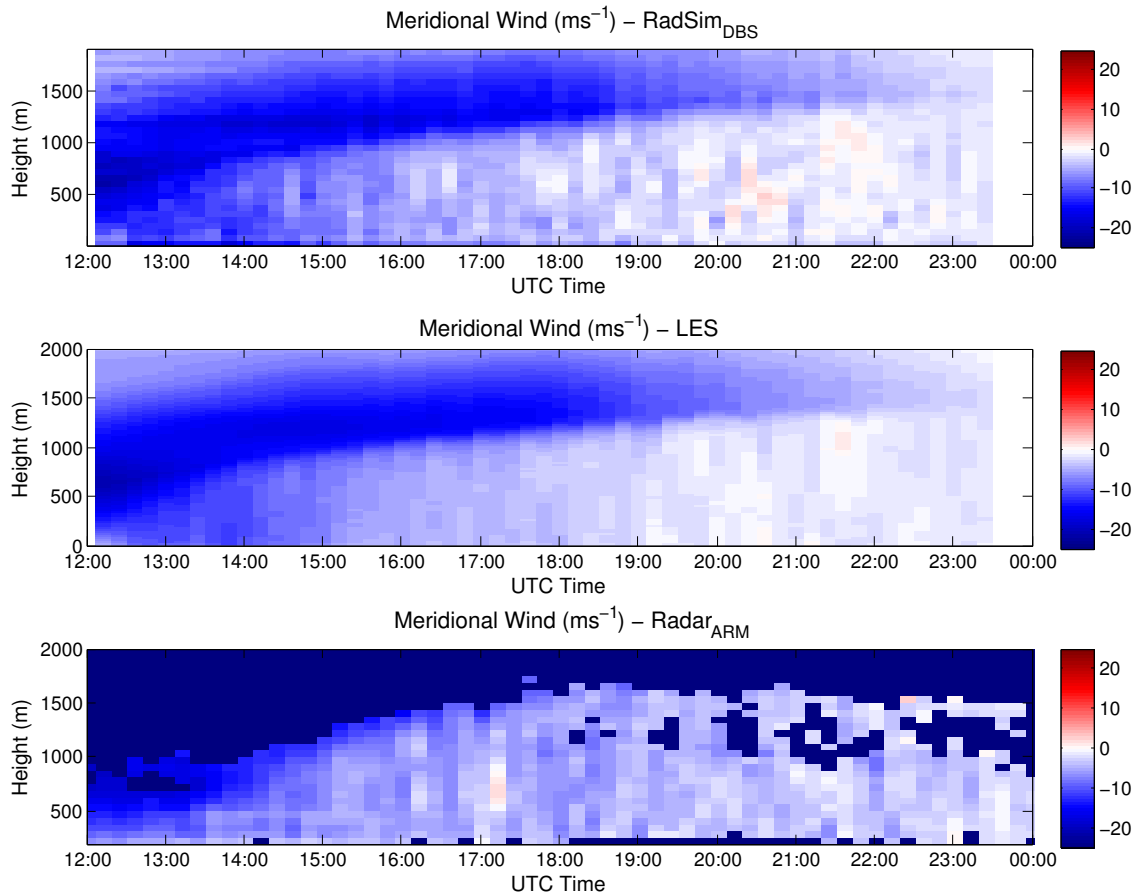 Meridional Wind (ms⁻¹) − RadSim_DBS
Height (m)
1500
1000
500
20
10
0
−10
−20
12:00 13:00 14:00 15:00 16:00 17:00 18:00 19:00 20:00 21:00 22:00 23:00 00:00
UTC Time
Meridional Wind (ms⁻¹) − LES
Height (m)
2000
1500
1000
500
0
20
10
0
−10
−20
12:00 13:00 14:00 15:00 16:00 17:00 18:00 19:00 20:00 21:00 22:00 23:00 00:00
UTC Time
Meridional Wind (ms⁻¹) − Radar_ARM
Height (m)
2000
1500
1000
500
20
10
0
−10
−20
12:00 13:00 14:00 15:00 16:00 17:00 18:00 19:00 20:00 21:00 22:00 23:00 00:00
UTC Time